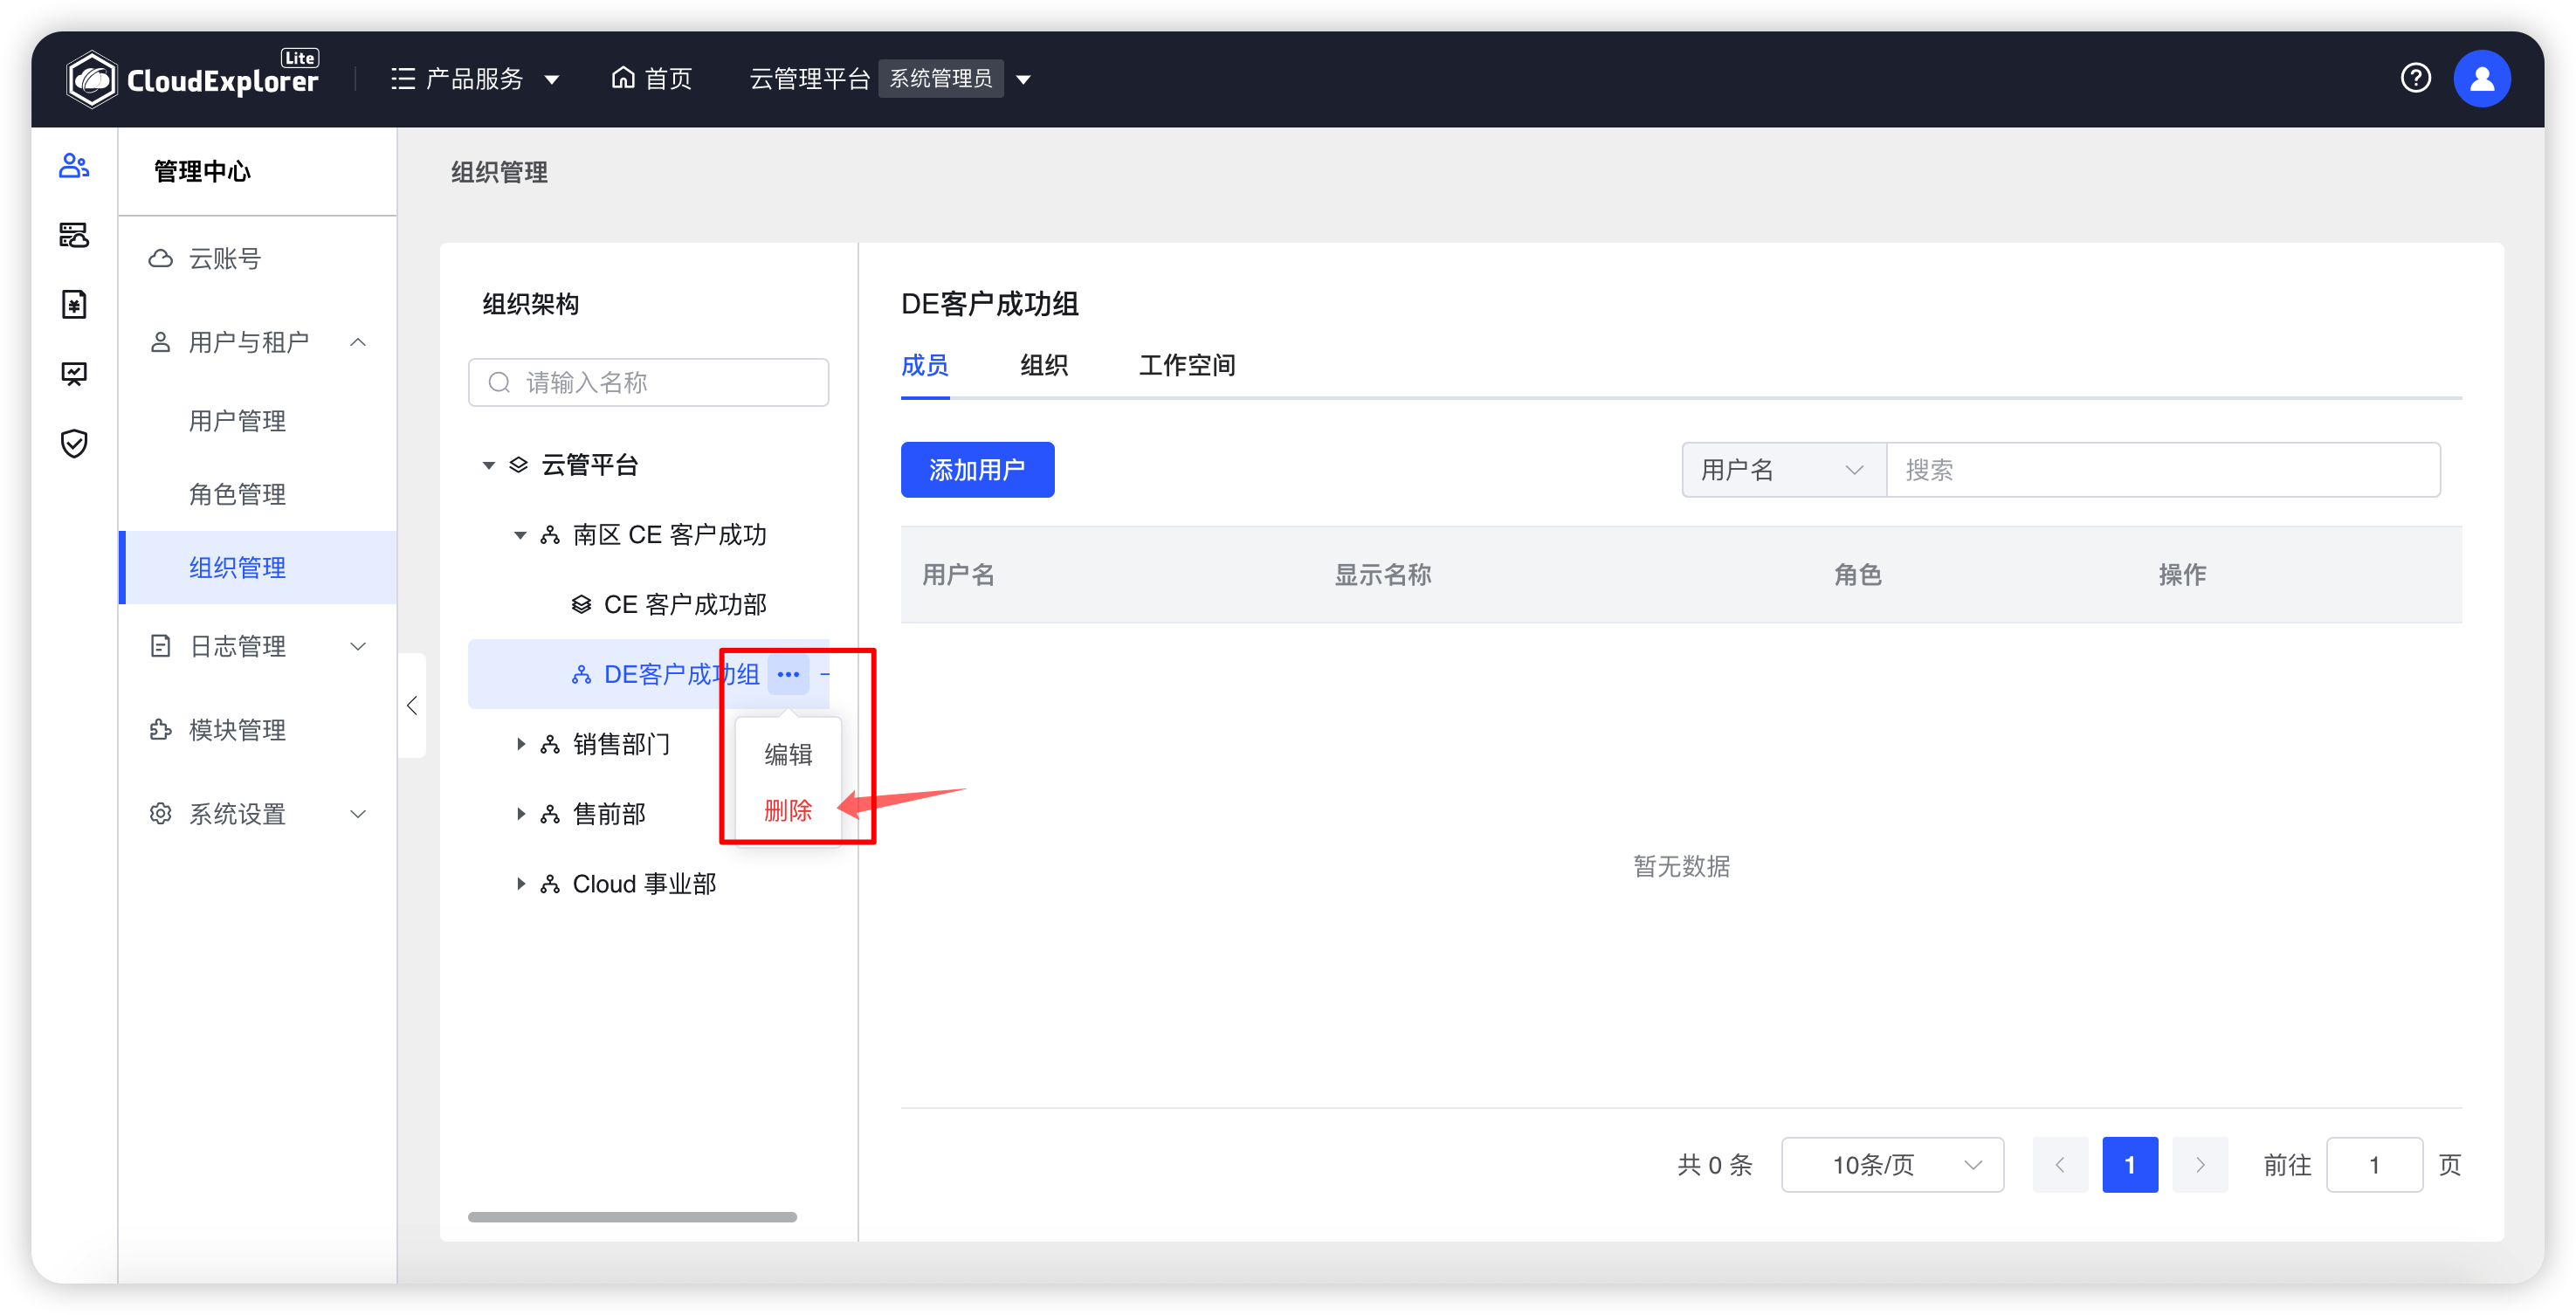 CloudExplorer Lite
产品服务
首页
云管理平台 系统管理员
管理中心
云账号
用户与租户
用户管理
角色管理
组织管理
日志管理
模块管理
系统设置
组织管理
组织架构
请输入名称
云管平台
南区 CE 客户成功
CE 客户成功部
DE客户成功组
编辑
删除
销售部门
售前部
Cloud 事业部
DE客户成功组
成员 组织 工作空间
添加用户
用户名 搜索
用户名 显示名称 角色 操作
暂无数据
共 0 条 10条/页 1 前往 1 页